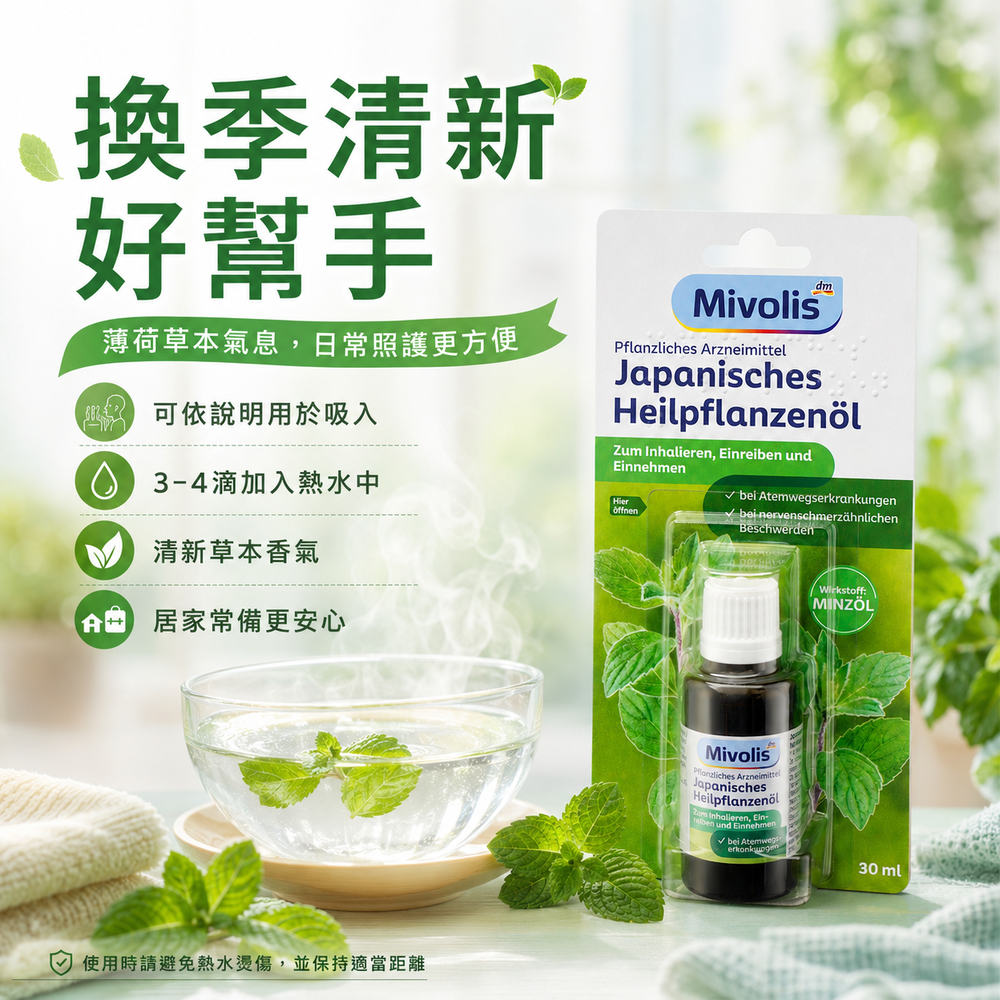 換季清新
好幫手
薄荷草本氣息，日常照護更方便
可依說明用於吸入
3-4滴加入熱水中
清新草本香氣
居家常備更安心
使用時請避免熱水燙傷，並保持適當距離
dm
Mivolis
Pflanzliches Arzneimittel
Japanisches
Heilpflanzenöl
Zum Inhalieren, Einreiben und
Einnehmen
✓ bei Atemwegserkrankungen
✓ bei nervenschmerzähnlichen
Beschwerden
Hier
öffnen
Wirkstoff:
MINZÖL
Mivolis
Pflanzliches Arzneimittel
Japanisches
Heilpflanzenöl
Zum Inhalieren, Ein-
reiben und Einnehmen
✓ bei Atemwegs-
erkrankungen
30 ml